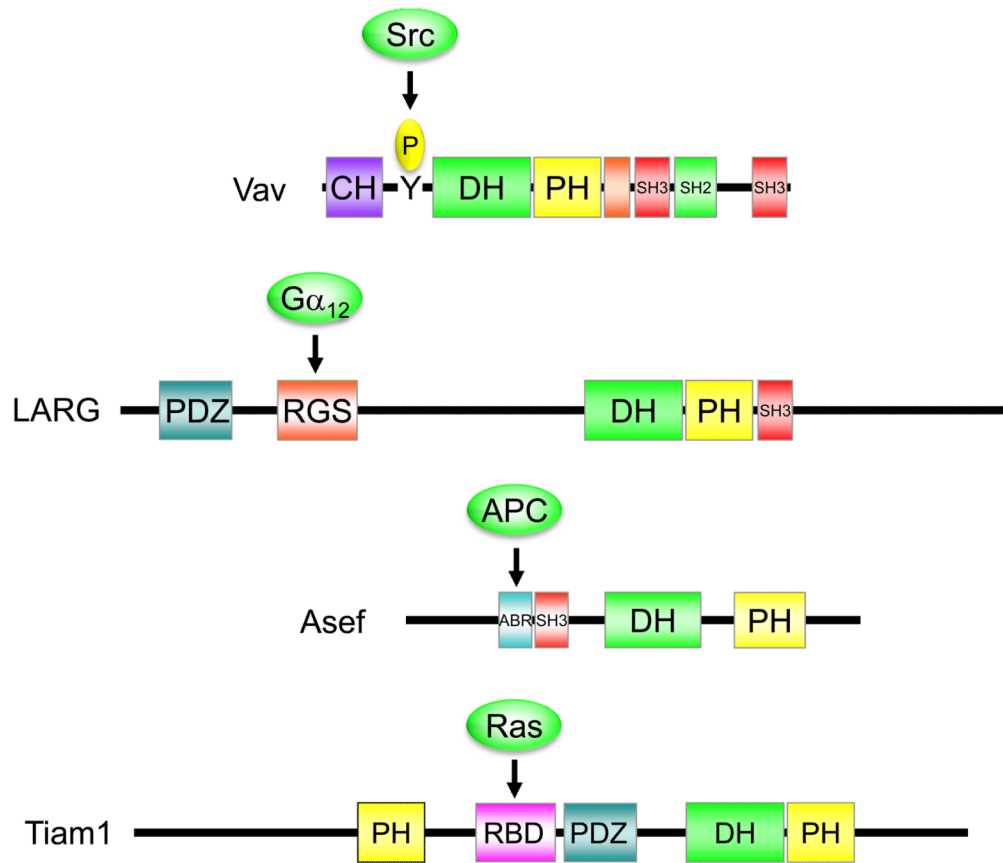 Src
P
Vav CH Y DH PH SH3 SH2 SH3
Gα₁₂
LARG PDZ RGS DH PH SH3
APC
Asef ABR SH3 DH PH
Ras
Tiam1 PH RBD PDZ DH PH